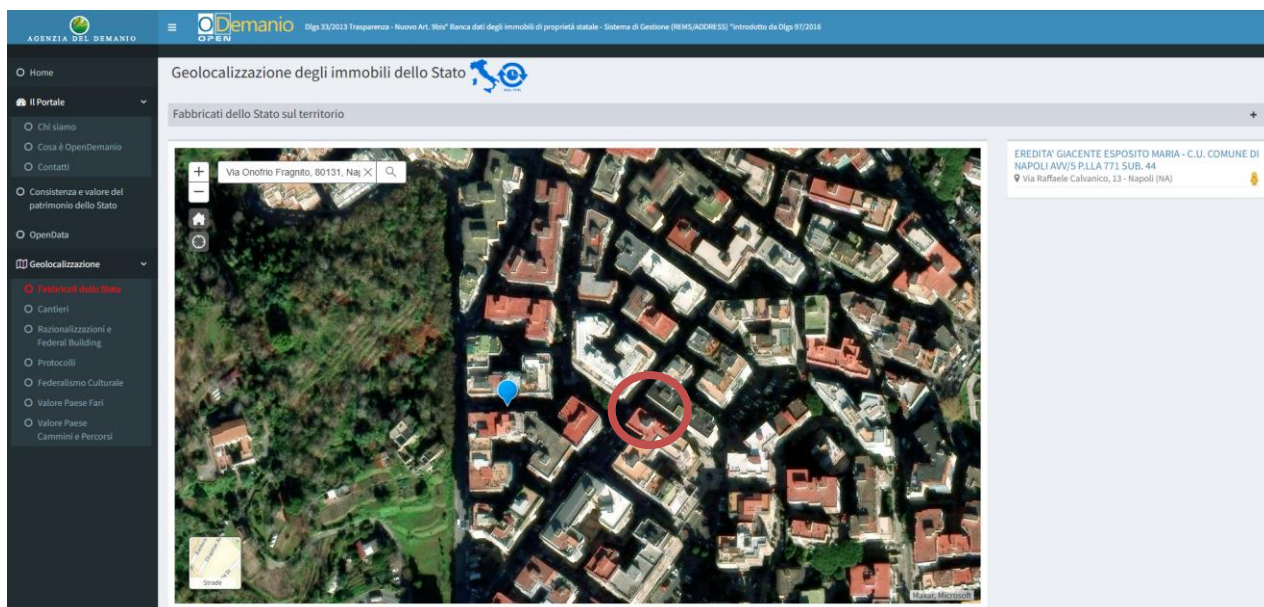 AGENZIA DEL DEMANIO
ODemanio
OPEN
Dlgs 33/2013 Trasparenza - Nuovo Art. 9bis" Banca dati degli immobili di proprietà statale - Sistema di Gestione (REMS/ADDRESS) "introdotto da Dlgs 97/2016
Home
Il Portale
Chi siamo
Cosa è OpenDemanio
Contatti
Consistenza e valore del
patrimonio dello Stato
OpenData
Geolocalizzazione
Fabbricati dello Stato
Cantieri
Razionalizzazioni e
Federal Building
Protocolli
Federalismo Culturale
Valore Paese Fari
Valore Paese
Cammini e Percorsi
Geolocalizzazione degli immobili dello Stato
Fabbricati dello Stato sul territorio
+
+
Via Onofrio Fragnito, 80131, Naj
−
Strade
Maxar, Microsoft
EREDITA' GIACENTE ESPOSITO MARIA - C.U. COMUNE DI
NAPOLI AVV/5 P.LLA 771 SUB. 44
Via Raffaele Calvanico, 13 - Napoli (NA)